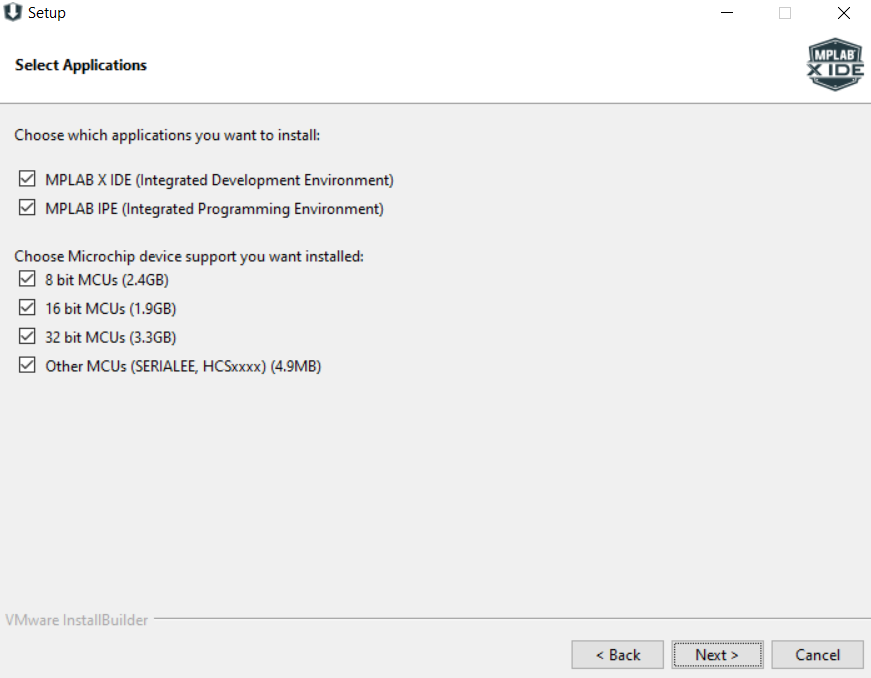 Setup
Select Applications
MPLAB
X IDE
Choose which applications you want to install:
MPLAB X IDE (Integrated Development Environment)
MPLAB IPE (Integrated Programming Environment)
Choose Microchip device support you want installed:
8 bit MCUs (2.4GB)
16 bit MCUs (1.9GB)
32 bit MCUs (3.3GB)
Other MCUs (SERIALEE, HCSxxxx) (4.9MB)
VMware InstallBuilder
< Back
Next >
Cancel